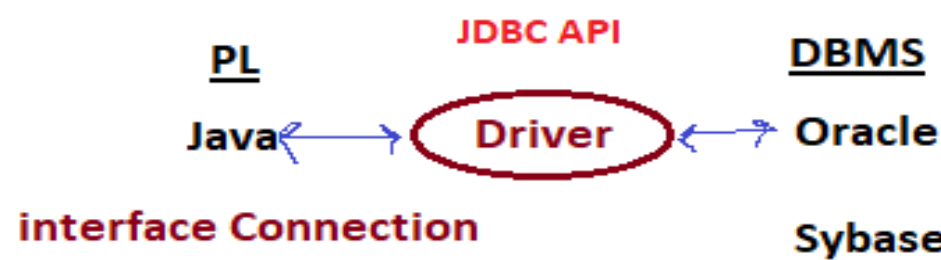 JDBC API
PL
DBMS
Java
Driver
Oracle
interface Connection
Sybase